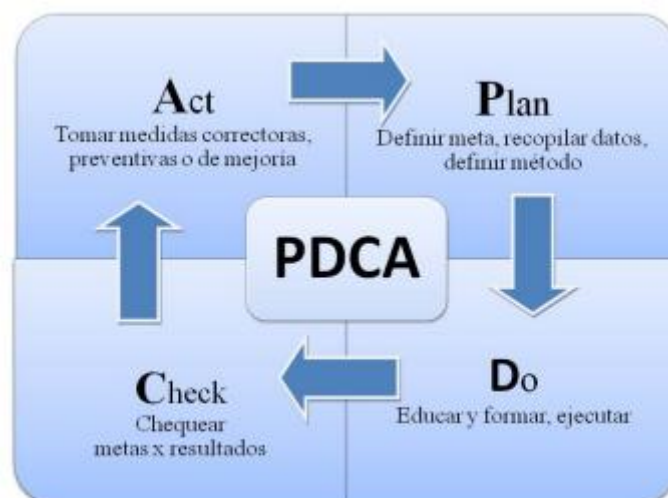 Act
Tomar medidas correctoras,
preventivas o de mejoria
Plan
Definir meta, recopilar datos,
definir método
PDCA
Check
Chequear
metas x resultados
Do
Educar y formar, ejecutar